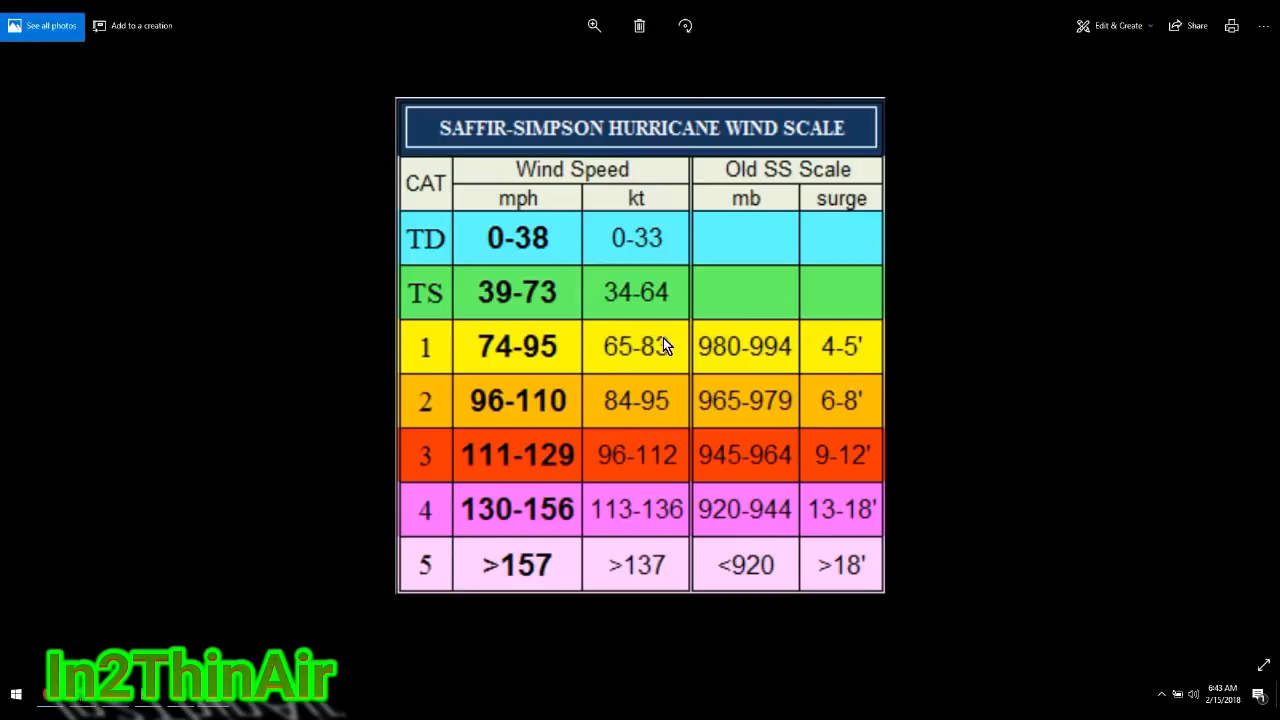 See all photos Add to a creation Edit & Create Share
SAFFIR-SIMPSON HURRICANE WIND SCALE
CAT Wind Speed Old SS Scale
mph kt mb surge
TD 0-38 0-33
TS 39-73 34-64
1 74-95 65-83 980-994 4-5'
2 96-110 84-95 965-979 6-8'
3 111-129 96-112 945-964 9-12'
4 130-156 113-136 920-944 13-18'
5 >157 >137 <920 >18'
In2ThinAir
6:43 AM
2/15/2018